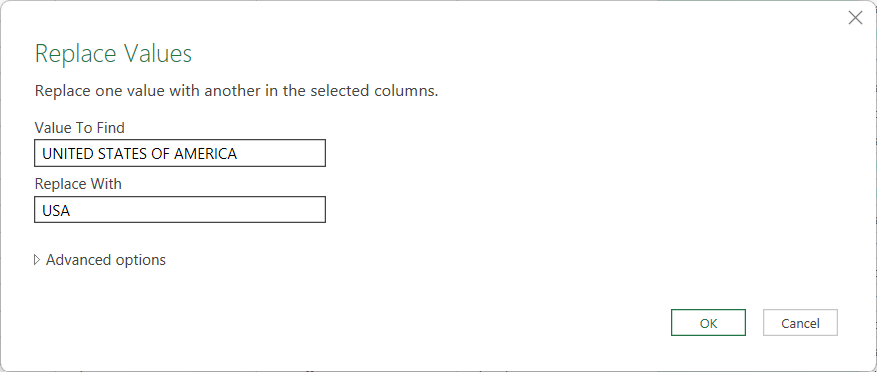 Replace Values
Replace one value with another in the selected columns.
Value To Find
UNITED STATES OF AMERICA
Replace With
USA
Advanced options
OK Cancel